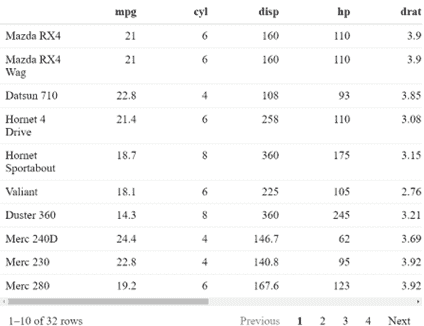 mpg cyl disp hp drat
Mazda RX4 21 6 160 110 3.9
Mazda RX4 21 6 160 110 3.9
Wag
Datsun 710 22.8 4 108 93 3.85
Hornet 4 21.4 6 258 110 3.08
Drive
Hornet 18.7 8 360 175 3.15
Sportabout
Valiant 18.1 6 225 105 2.76
Duster 360 14.3 8 360 245 3.21
Merc 240D 24.4 4 146.7 62 3.69
Merc 230 22.8 4 140.8 95 3.92
Merc 280 19.2 6 167.6 123 3.92
1–10 of 32 rows Previous 1 2 3 4 Next